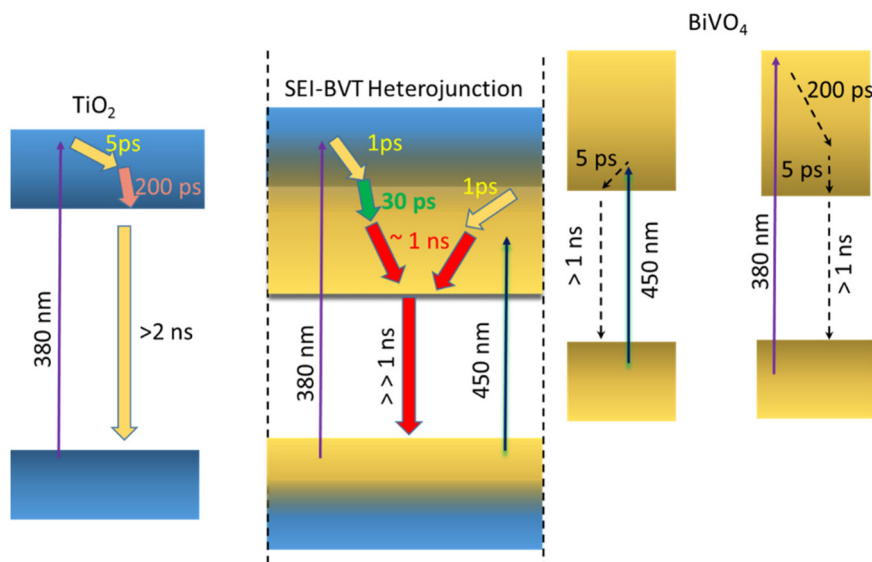 BiVO₄
SEI-BVT Heterojunction
TiO₂
5ps
200 ps
380 nm
>2 ns
1ps
30 ps
1ps
~ 1 ns
380 nm
> > 1 ns
450 nm
5 ps
> 1 ns
450 nm
200 ps
5 ps
380 nm
> 1 ns